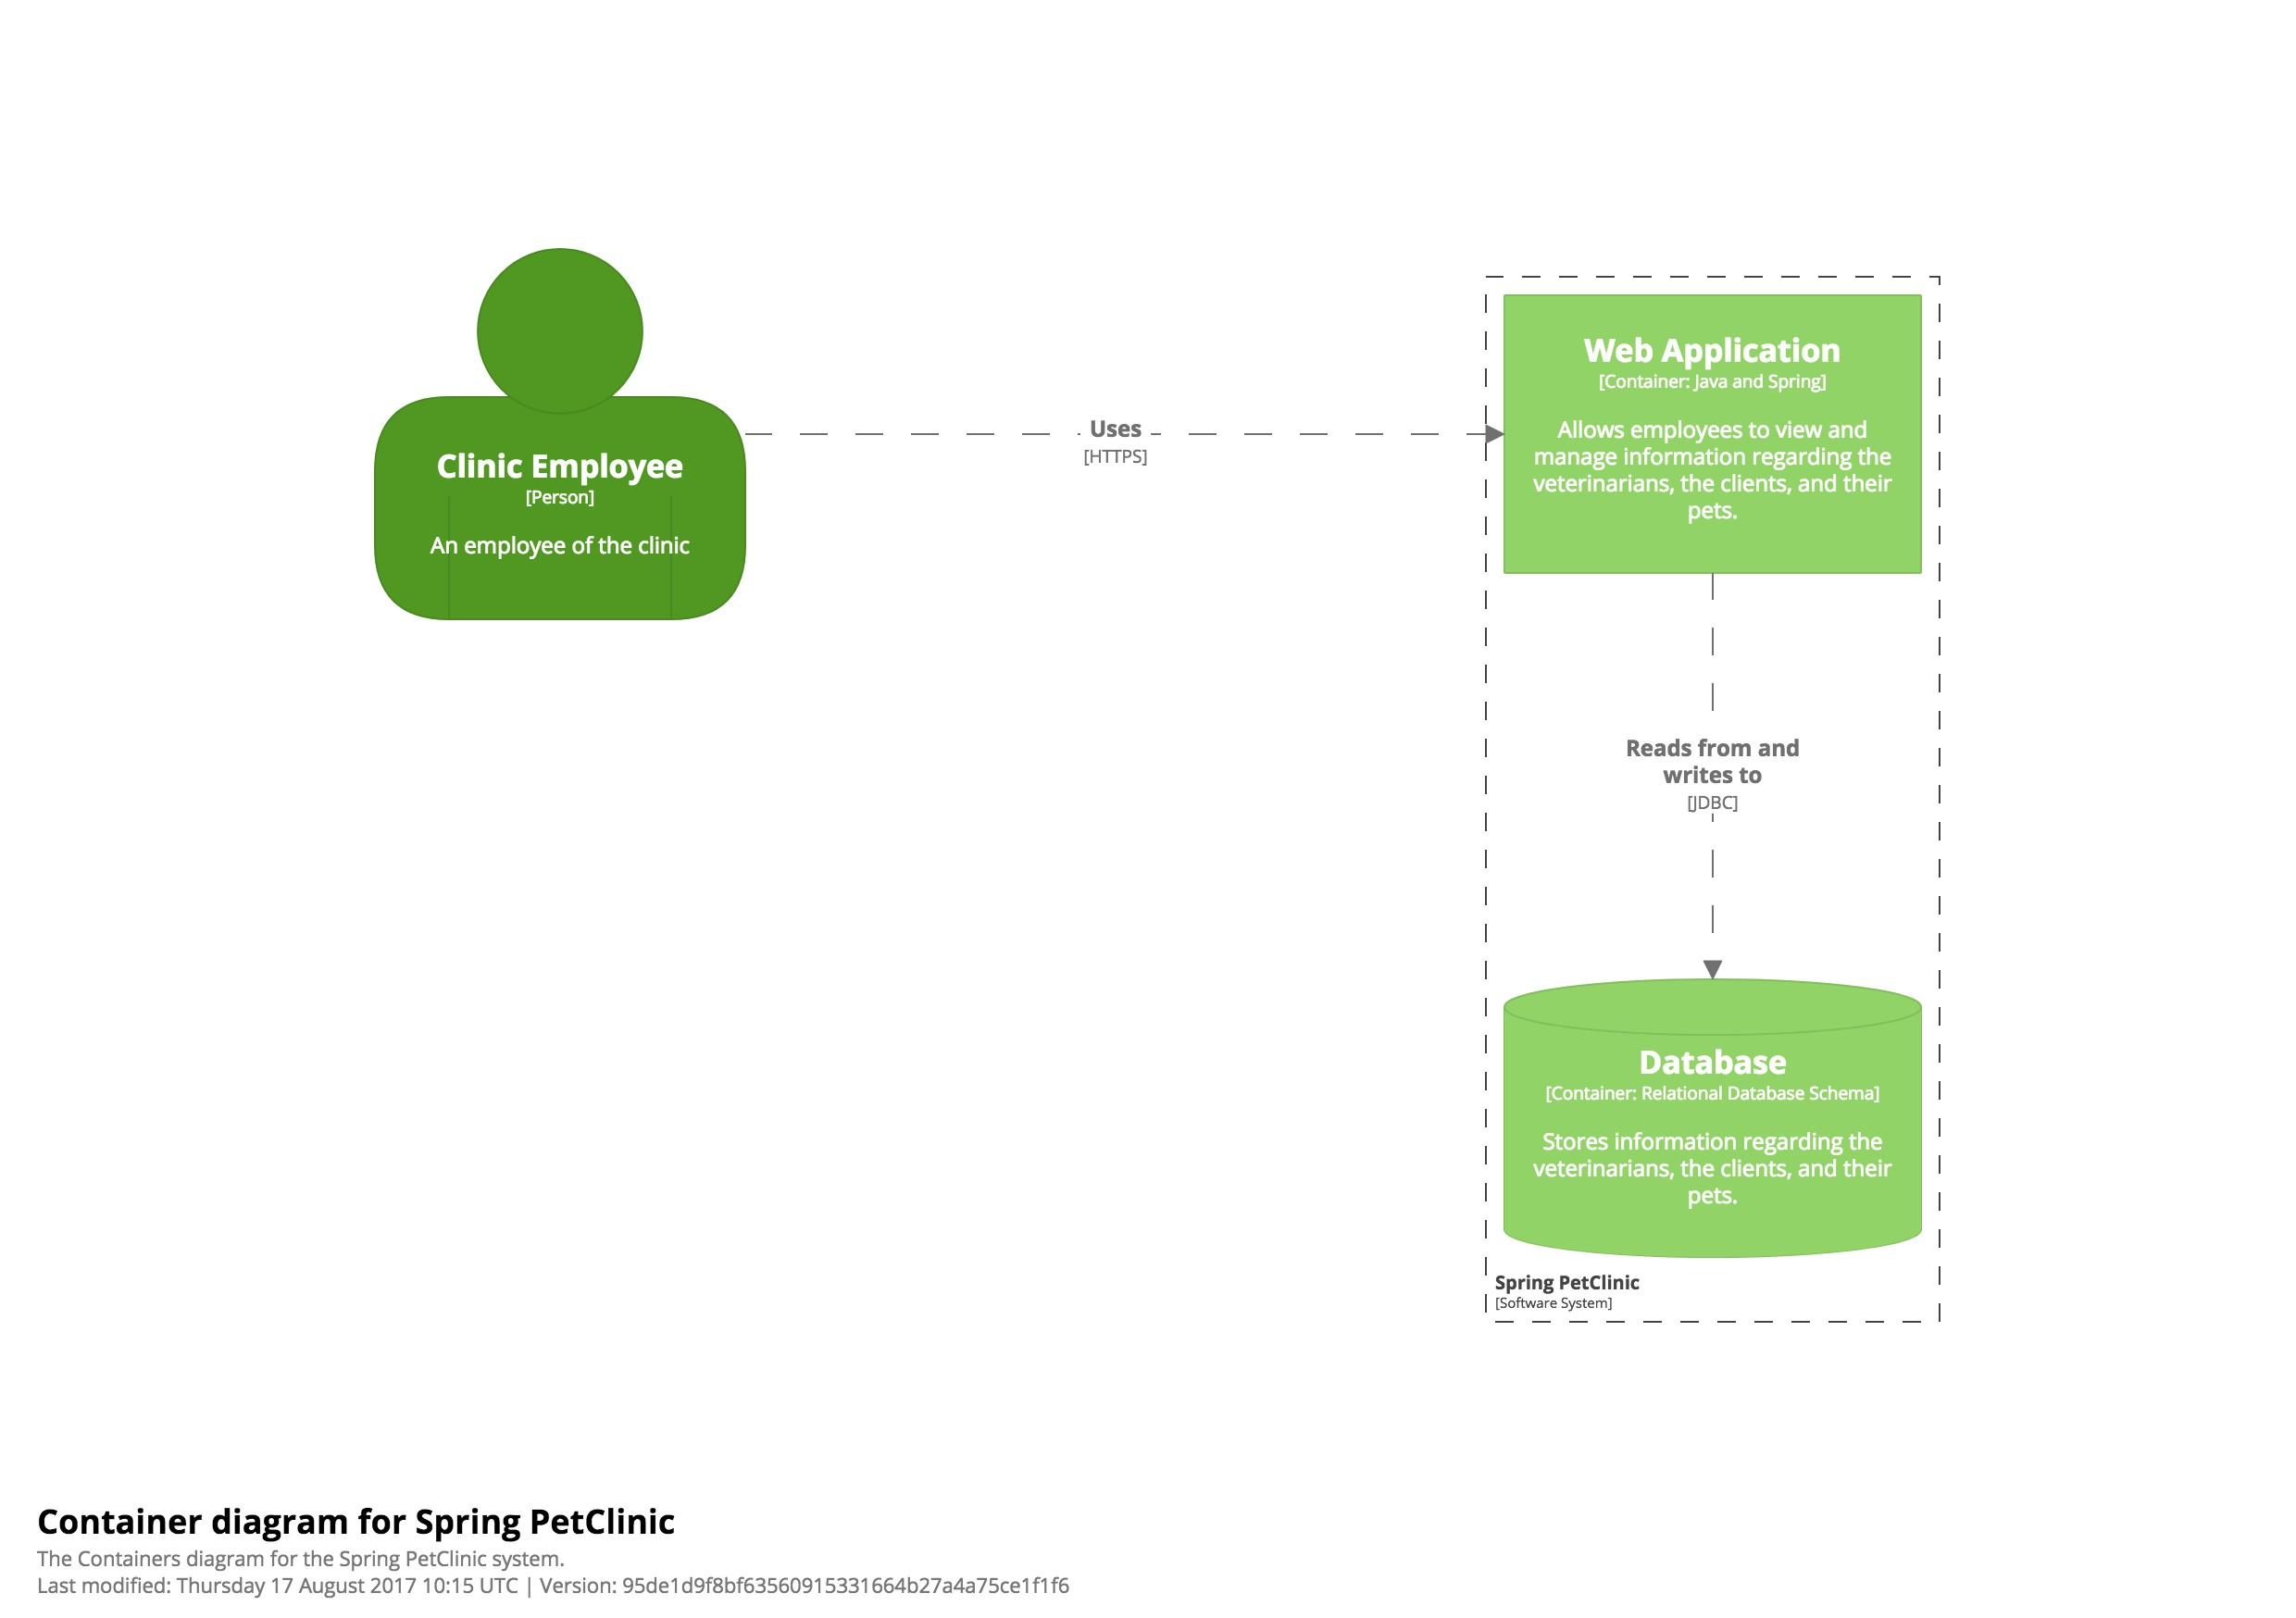 Clinic Employee
[Person]
An employee of the clinic
Uses
[HTTPS]
Web Application
[Container: Java and Spring]
Allows employees to view and
manage information regarding the
veterinarians, the clients, and their
pets.
Reads from and
writes to
[JDBC]
Database
[Container: Relational Database Schema]
Stores information regarding the
veterinarians, the clients, and their
pets.
Spring PetClinic
[Software System]
Container diagram for Spring PetClinic
The Containers diagram for the Spring PetClinic system.
Last modified: Thursday 17 August 2017 10:15 UTC | Version: 95de1d9f8bf63560915331664b27a4a75ce1f1f6